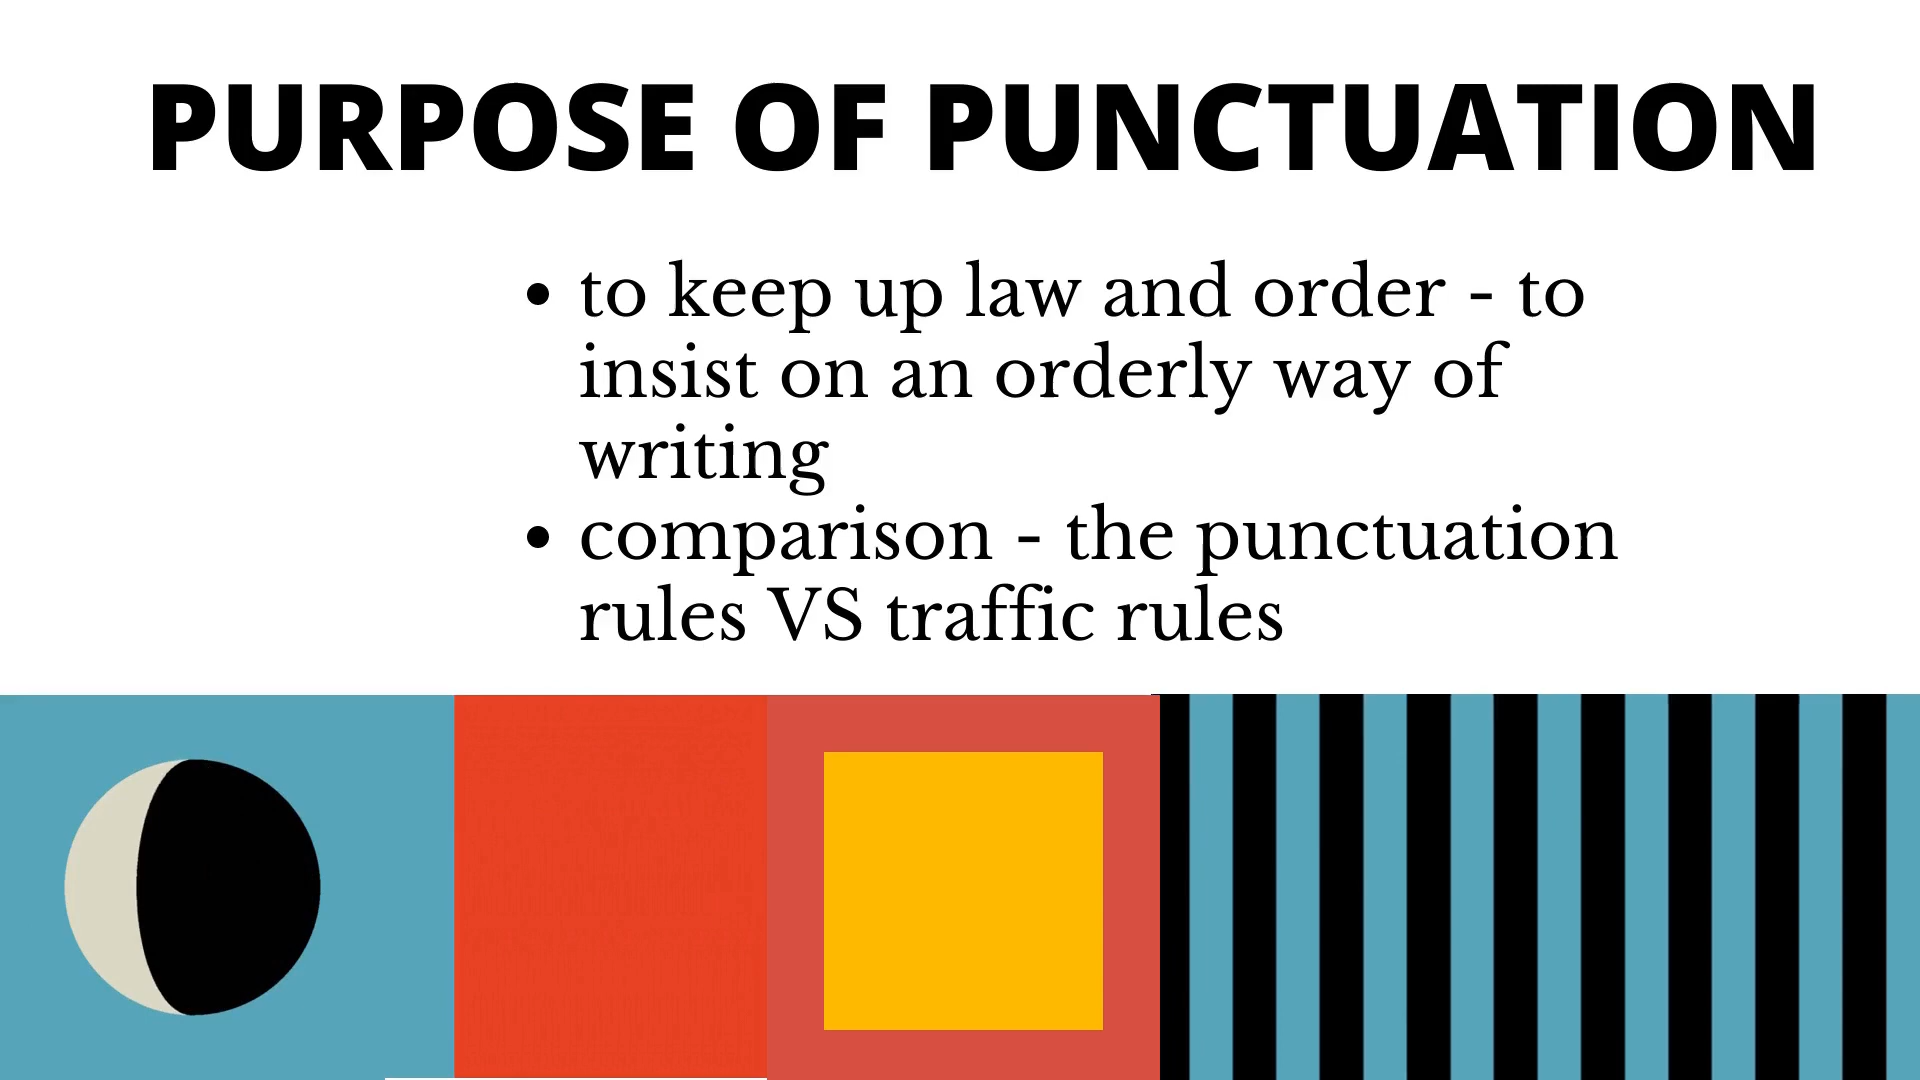 PURPOSE OF PUNCTUATION
• to keep up law and order - to
insist on an orderly way of
writing
• comparison - the punctuation
rules VS traffic rules